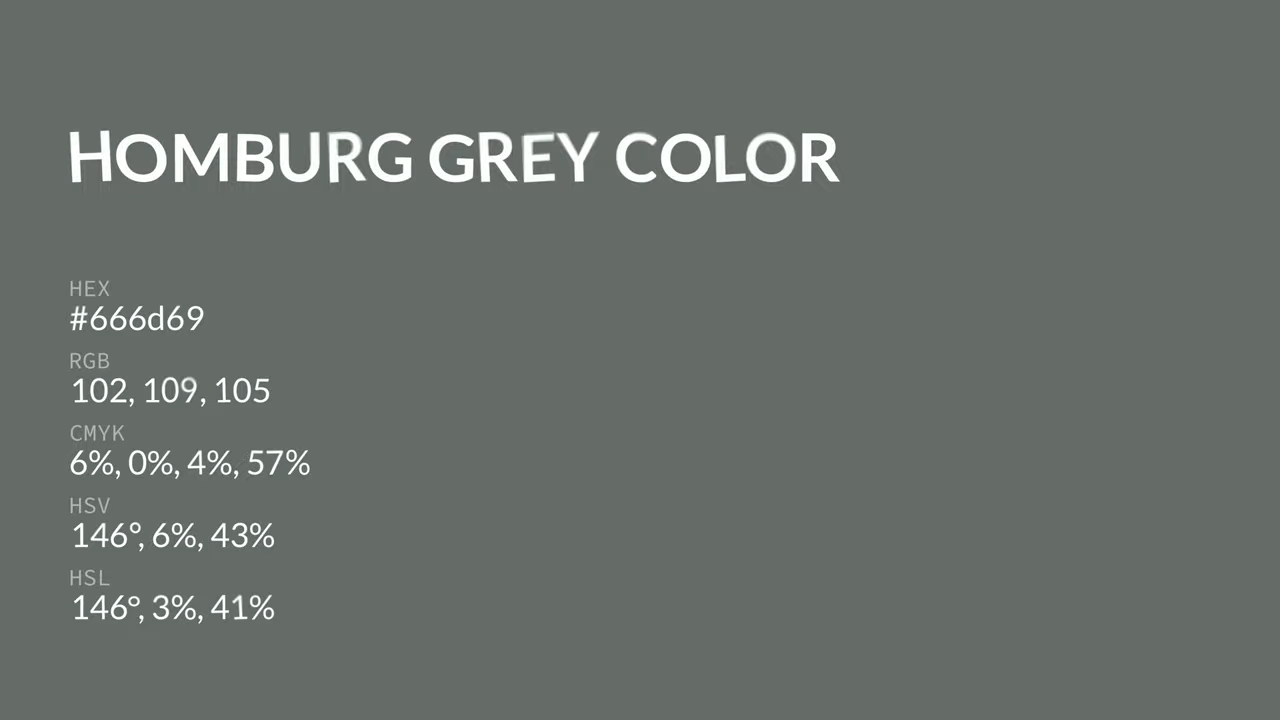 HOMBURG GREY COLOR
HEX
#666d69
RGB
102, 109, 105
CMYK
6%, 0%, 4%, 57%
HSV
146°, 6%, 43%
HSL
146°, 3%, 41%